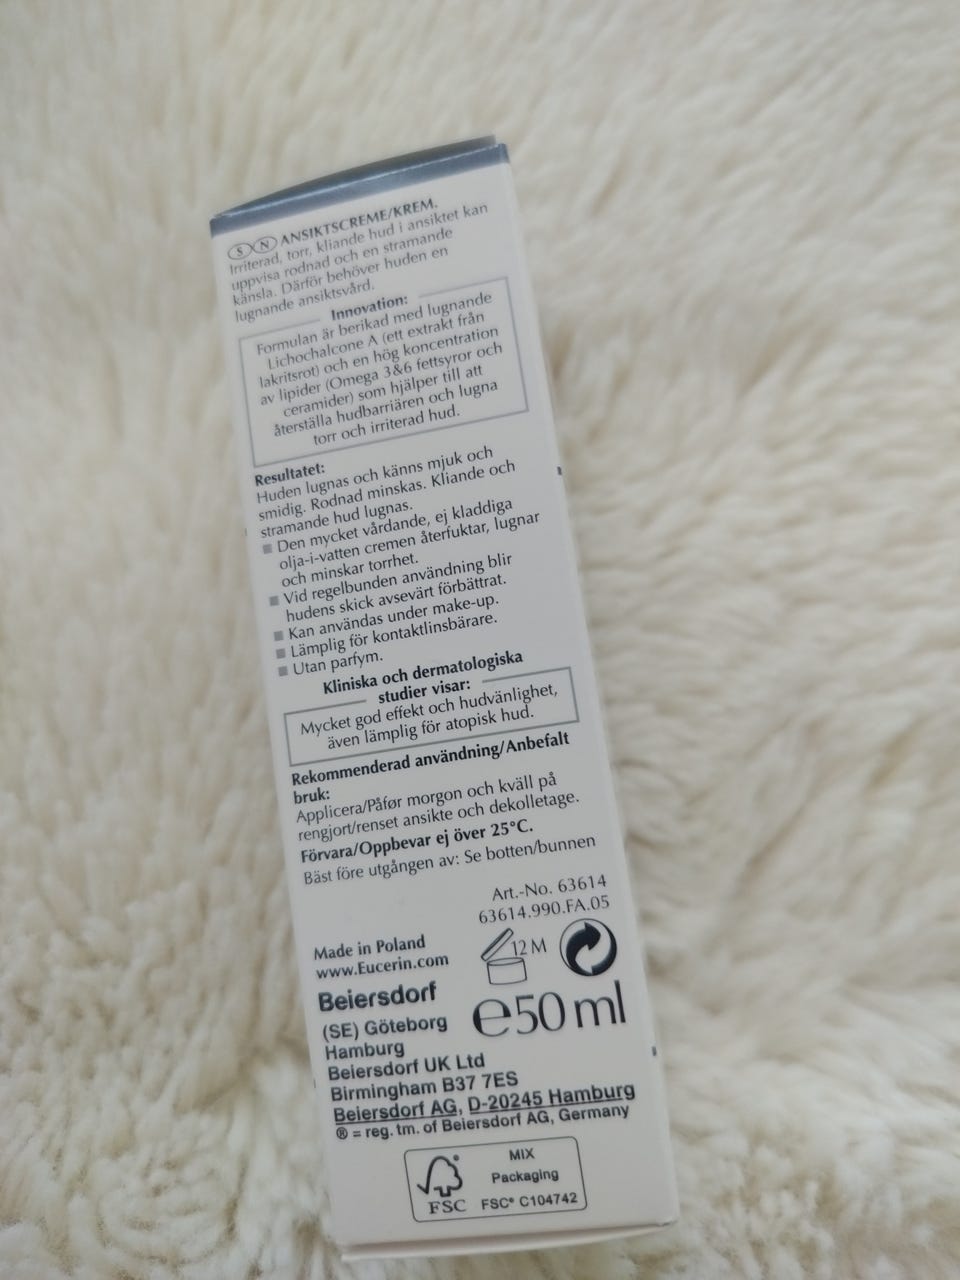 S N ANSIKTSCREME/KREM.
Irriterad, torr, kliande hud i ansiktet kan
uppvisa rodnad och en stramande
känsla. Därför behöver huden en
lugnande ansiktsvård.
Innovation:
Formulan är berikad med lugnande
Lichochalcone A (ett extrakt från
lakritsrot) och en hög koncentration
av lipider (Omega 3&6 fettsyror och
ceramider) som hjälper till att
återställa hudbarriären och lugna
torr och irriterad hud.
Resultatet:
Huden lugnas och känns mjuk och
smidig. Rodnad minskas. Kliande och
stramande hud lugnas.
■ Den mycket vårdande, ej kladdiga
olja-i-vatten cremen återfuktar, lugnar
och minskar torrhet.
■ Vid regelbunden användning blir
hudens skick avsevärt förbättrat.
■ Kan användas under make-up.
■ Lämplig för kontaktlinsbärare.
■ Utan parfym.
Kliniska och dermatologiska
studier visar:
Mycket god effekt och hudvänlighet,
även lämplig för atopisk hud.
Rekommenderad användning/Anbefalt
bruk:
Applicera/Påfør morgon och kväll på
rengjort/renset ansikte och dekolletage.
Förvara/Oppbevar ej över 25°C.
Bäst före utgången av: Se botten/bunnen
Art.-No. 63614
63614.990.FA.05
12 M
Made in Poland
www.Eucerin.com
Beiersdorf
℮50 ml
(SE) Göteborg
Hamburg
Beiersdorf UK Ltd
Birmingham B37 7ES
Beiersdorf AG, D-20245 Hamburg
® = reg. tm. of Beiersdorf AG, Germany
MIX
Packaging
FSC FSC® C104742